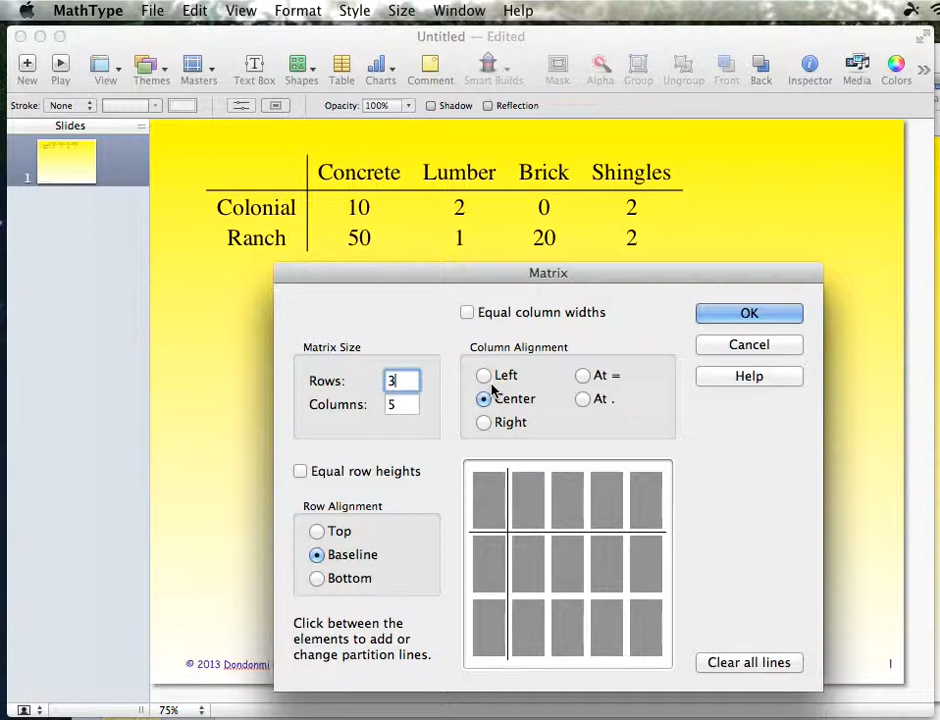 MathType File Edit View Format Style Size Window Help
Untitled — Edited
New Play View Themes Masters Text Box Shapes Table Charts Comment Smart Builds Mask Alpha Group Ungroup Front Back Inspector Media Colors
Stroke: None Opacity: 100% Shadow Reflection
Slides
1
Concrete Lumber Brick Shingles
Colonial 10 2 0 2
Ranch 50 1 20 2
Matrix
Equal column widths
OK
Matrix Size
Column Alignment
Cancel
Rows: 3
Left
At =
Help
Columns: 5
Center
At .
Right
Equal row heights
Row Alignment
Top
Baseline
Bottom
Click between the
elements to add or
change partition lines.
Clear all lines
© 2013 Dondonmi
75%